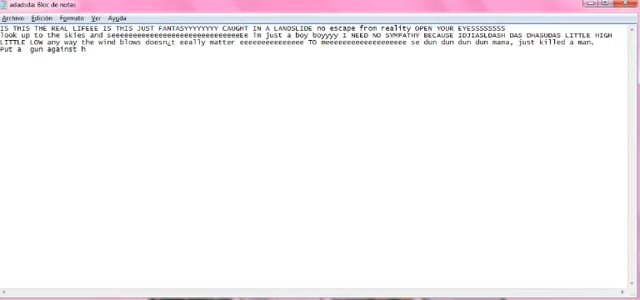 adadsda: Bloc de notas
Archivo Edición Formato Ver Ayuda
IS THIS THE REAL LIFEEE IS THIS JUST FANTASYYYYYYYY CAUGHT IN A LANDSLIDE no escape from reality OPEN YOUR EYESSSSSSSS
look up to the skies and seeeeeeeeeeeeeeeeeeeeeeeeeeeeeeeEe im just a boy boyyyy I NEED NO SYMPATHY BECAUSE IDJIASLDASH DAS DHASUDAS LITTLE HIGH
LITTLE LOW any way the wind blows doesn,t eeally matter eeeeeeeeeeeeeee TO meeeeeeeeeeeeeeeeeee se dun dun dun dun mama, just killed a man.
Put a gun against h